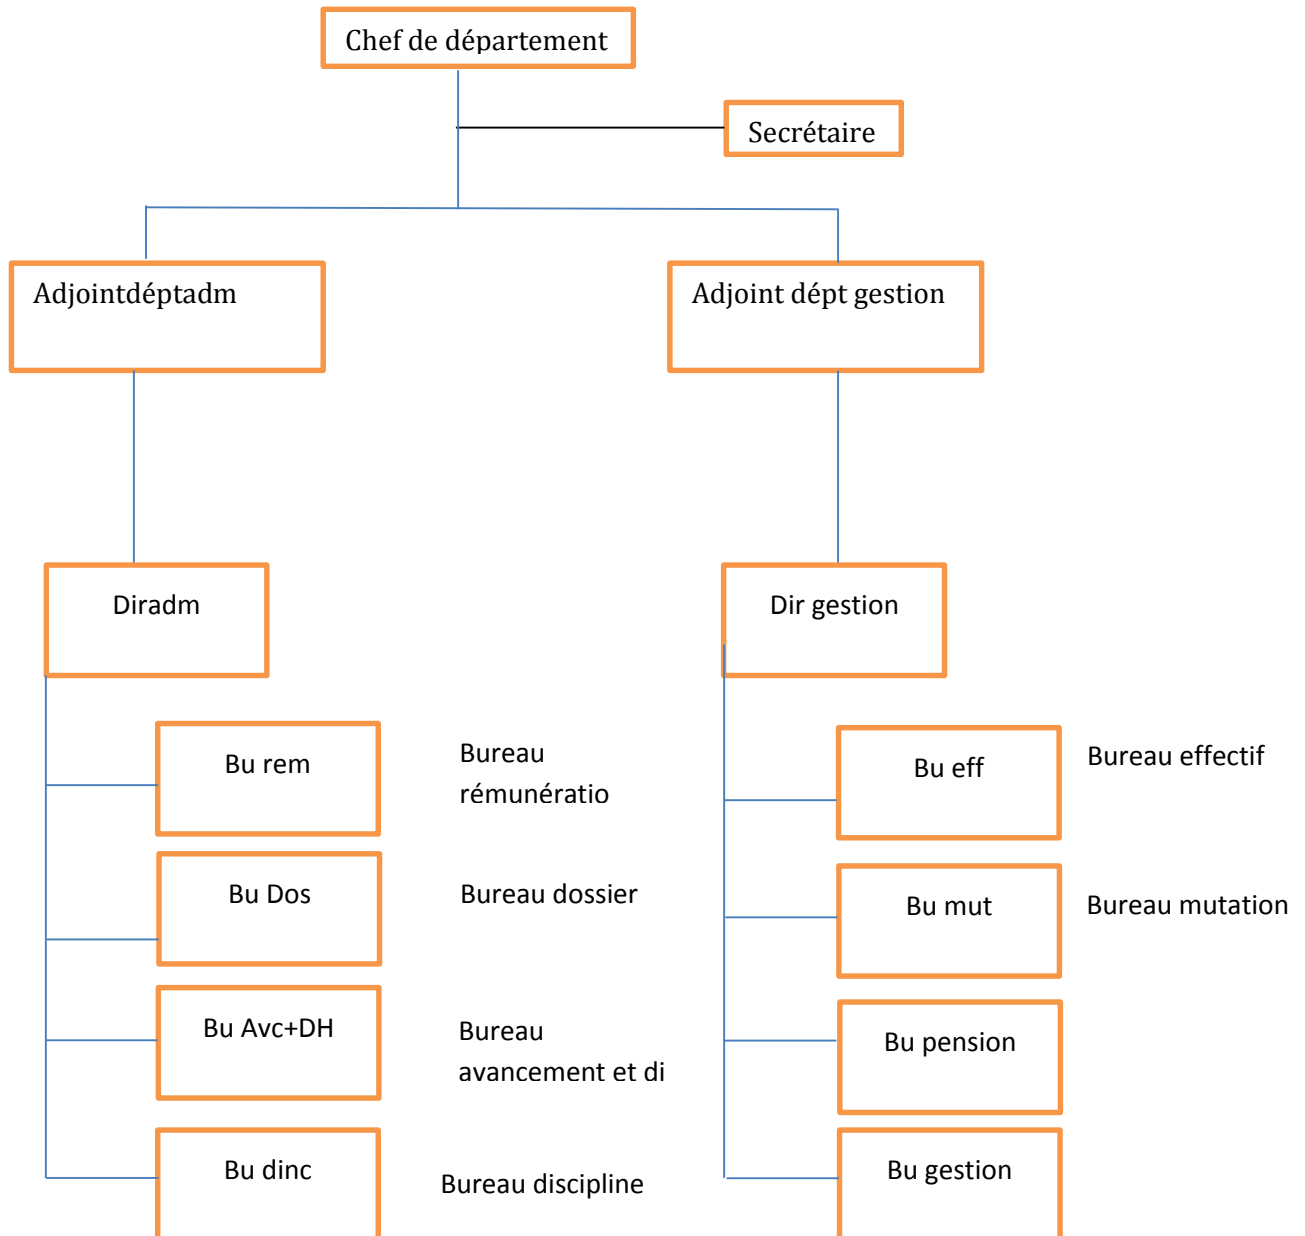 Chef de département
Secrétaire
Adjointdéptadm
Adjoint dépt gestion
Diradm
Dir gestion
Bu rem
Bureau
rémunératio
Bu eff
Bureau effectif
Bu Dos
Bureau dossier
Bu mut
Bureau mutation
Bu Avc+DH
Bureau
avancement et di
Bu pension
Bu dinc
Bureau discipline
Bu gestion